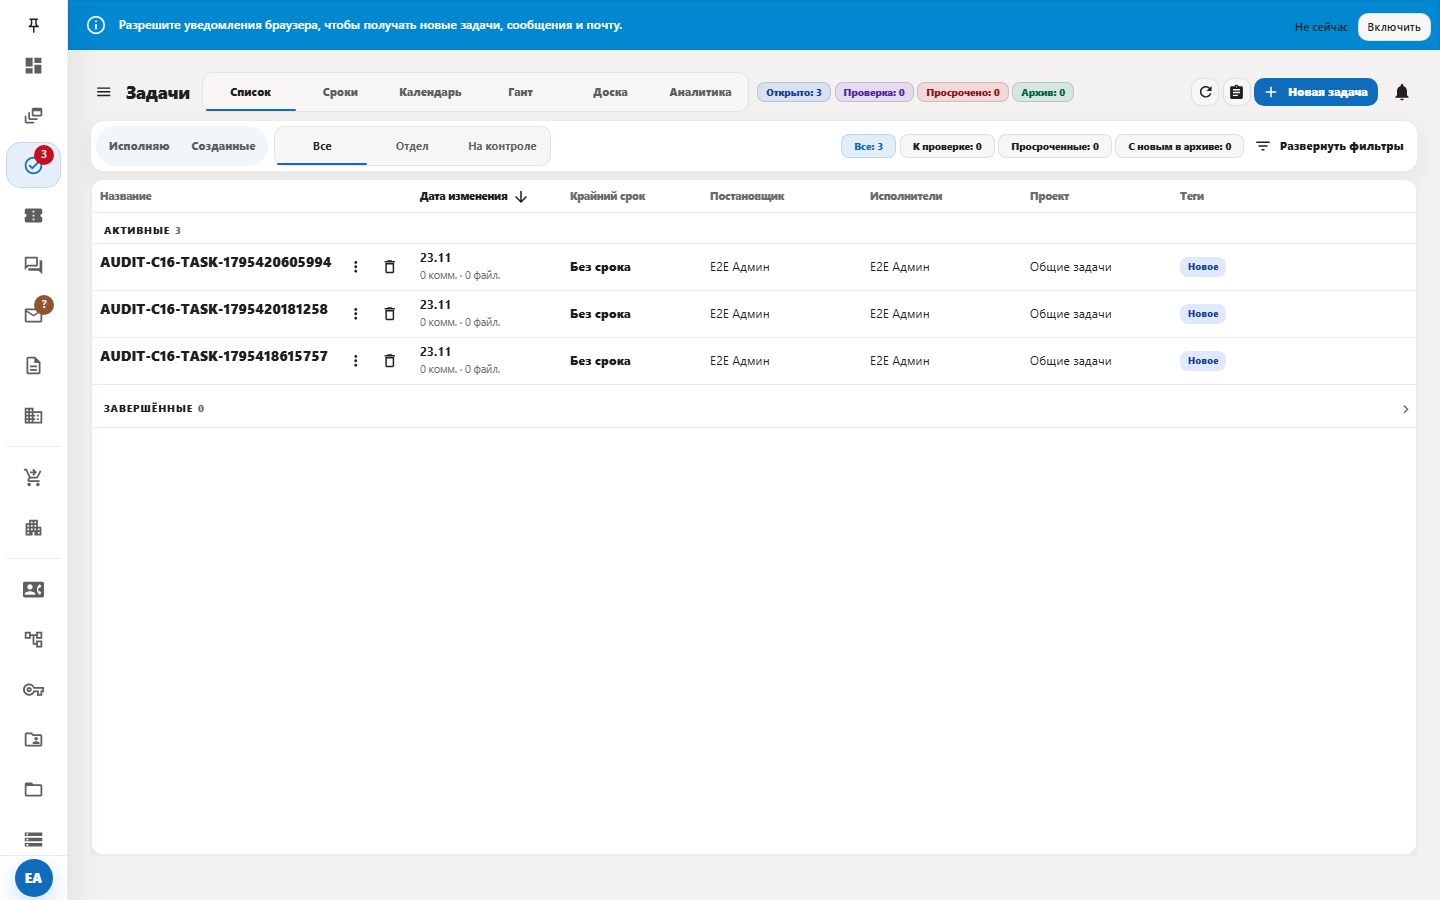 Разрешите уведомления браузера, чтобы получать новые задачи, сообщения и почту.
Не сейчас
Включить
Задачи
Список
Сроки
Календарь
Гант
Доска
Аналитика
Открыто: 3
Проверка: 0
Просрочено: 0
Архив: 0
Новая задача
3
Исполняю
Созданные
Все
Отдел
На контроле
Все: 3
К проверке: 0
Просроченные: 0
С новым в архиве: 0
Развернуть фильтры
Название
Дата изменения
Крайний срок
Постановщик
Исполнители
Проект
Теги
АКТИВНЫЕ 3
AUDIT-C16-TASK-1795420605994
23.11
0 комм. · 0 файл.
Без срока
E2E Админ
E2E Админ
Общие задачи
Новое
AUDIT-C16-TASK-1795420181258
23.11
0 комм. · 0 файл.
Без срока
E2E Админ
E2E Админ
Общие задачи
Новое
?
AUDIT-C16-TASK-1795418615757
23.11
0 комм. · 0 файл.
Без срока
E2E Админ
E2E Админ
Общие задачи
Новое
ЗАВЕРШЁННЫЕ 0
EA